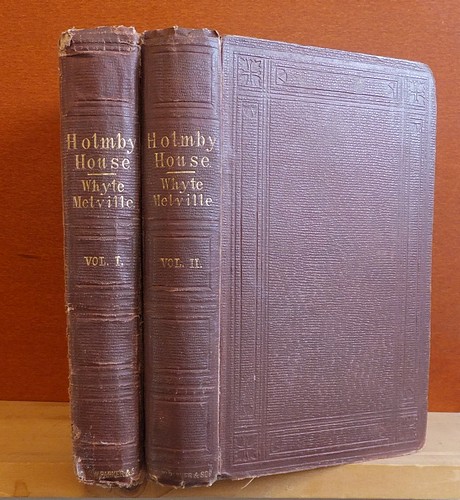 Holmby
House
Whyte
Melville.
VOL. I.
Holmby
House
Whyte
Melville
VOL. II.